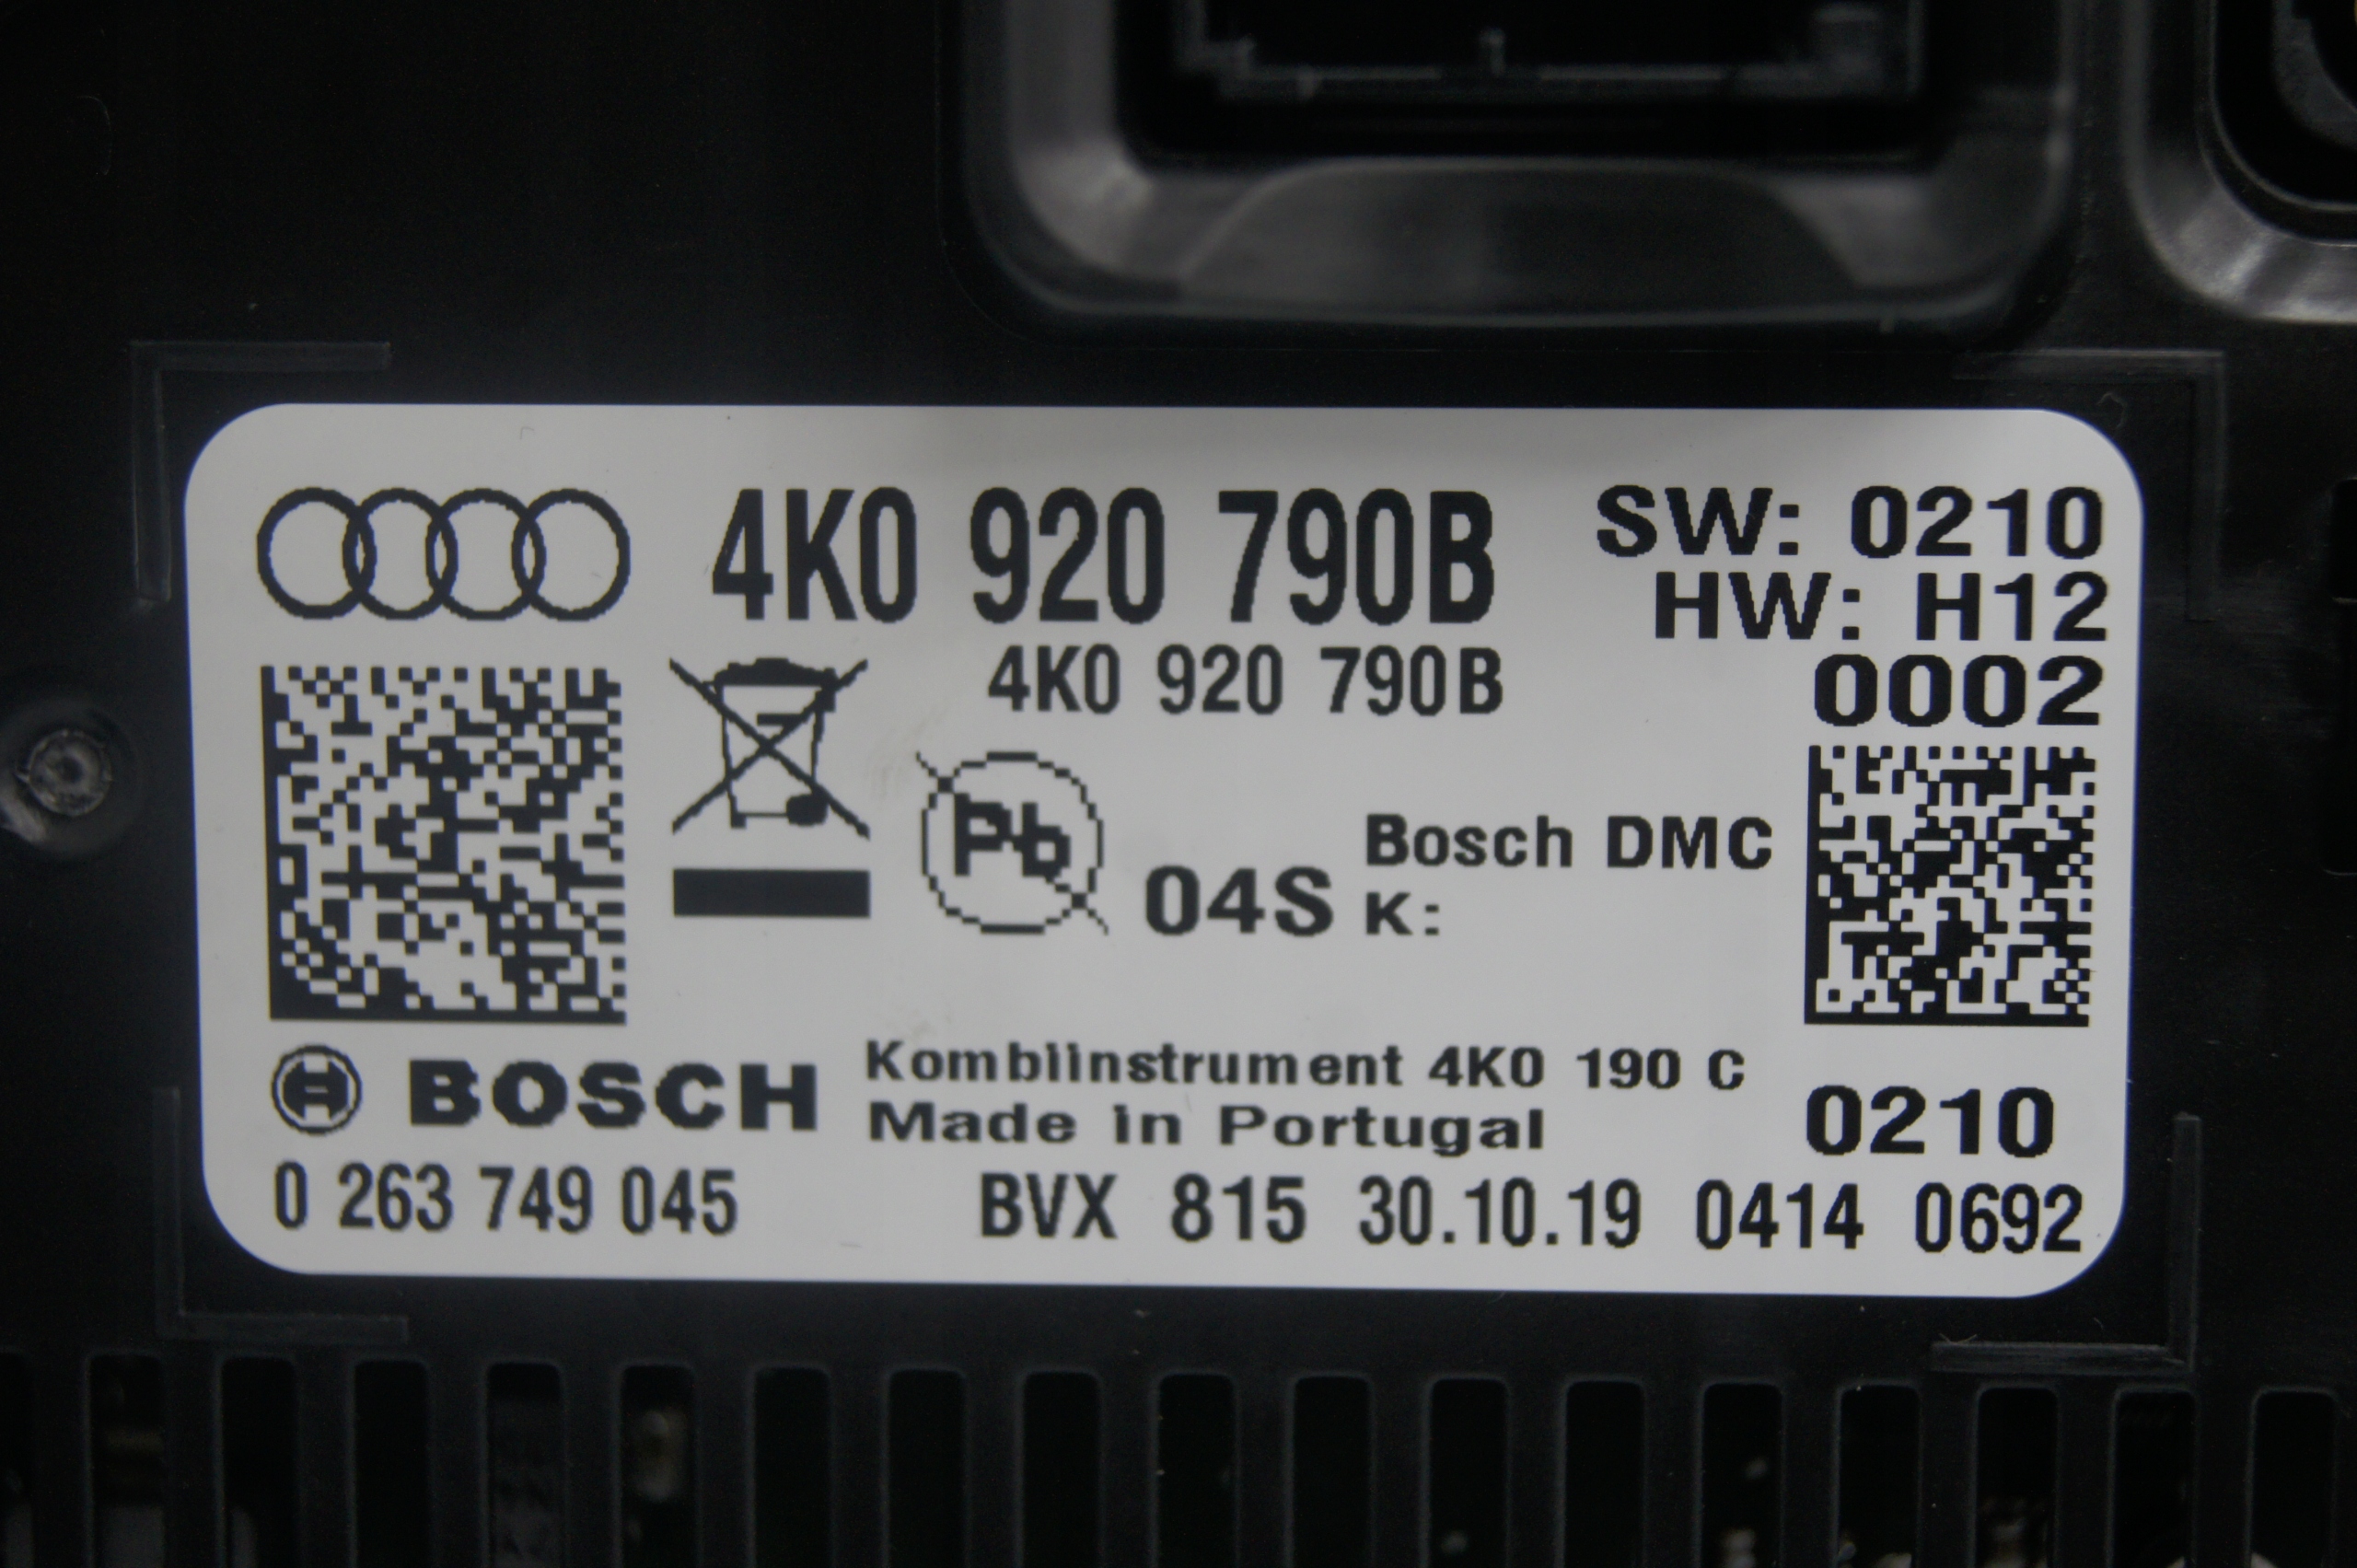 4K0 920 790B
SW: 0210
HW: H12
4K0 920 790B
0002
Pb
04S
Bosch DMC
K:
BOSCH
Kombiinstrument 4K0 190 C
Made in Portugal
0210
0 263 749 045
BVX 815 30.10.19 0414 0692